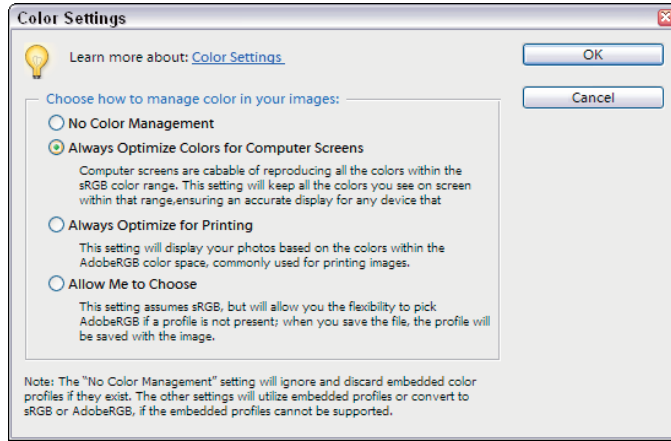 Color Settings
Learn more about: Color Settings
OK
Cancel
Choose how to manage color in your images:
No Color Management
Always Optimize Colors for Computer Screens
Computer screens are cabable of reproducing all the colors within the
sRGB color range. This setting will keep all the colors you see on screen
within that range,ensuring an accurate display for any device that
Always Optimize for Printing
This setting will display your photos based on the colors within the
AdobeRGB color space, commonly used for printing images.
Allow Me to Choose
This setting assumes sRGB, but will allow you the flexibility to pick
AdobeRGB if a profile is not present; when you save the file, the profile will
be saved with the image.
Note: The "No Color Management" setting will ignore and discard embedded color
profiles if they exist. The other settings will utilize embedded profiles or convert to
sRGB or AdobeRGB, if the embedded profiles cannot be supported.